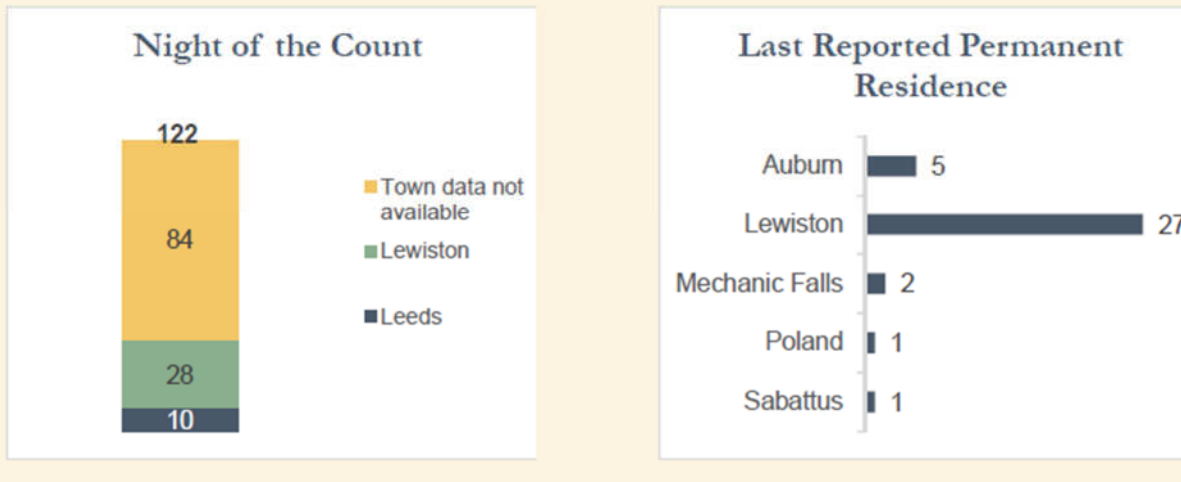 Night of the Count
122
84
28
10
Town data not
available
Lewiston
Leeds
Last Reported Permanent
Residence
Auburn 5
Lewiston 27
Mechanic Falls 2
Poland 1
Sabattus 1